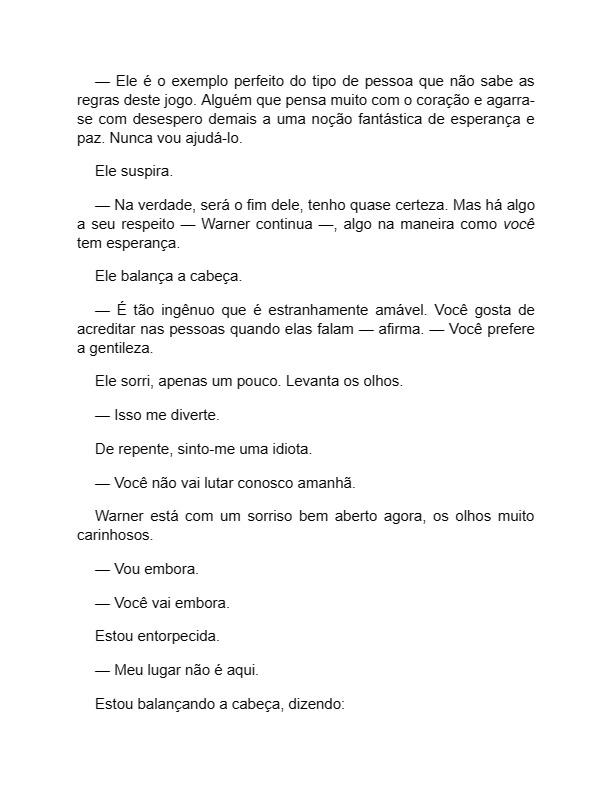 — Ele é o exemplo perfeito do tipo de pessoa que não sabe as
regras deste jogo. Alguém que pensa muito com o coração e agarra-
se com desespero demais a uma noção fantástica de esperança e
paz. Nunca vou ajudá-lo.
Ele suspira.
— Na verdade, será o fim dele, tenho quase certeza. Mas há algo
a seu respeito — Warner continua —, algo na maneira como você
tem esperança.
Ele balança a cabeça.
— É tão ingênuo que é estranhamente amável. Você gosta de
acreditar nas pessoas quando elas falam — afirma. — Você prefere
a gentileza.
Ele sorri, apenas um pouco. Levanta os olhos.
— Isso me diverte.
De repente, sinto-me uma idiota.
— Você não vai lutar conosco amanhã.
Warner está com um sorriso bem aberto agora, os olhos muito
carinhosos.
— Vou embora.
— Você vai embora.
Estou entorpecida.
— Meu lugar não é aqui.
Estou balançando a cabeça, dizendo: